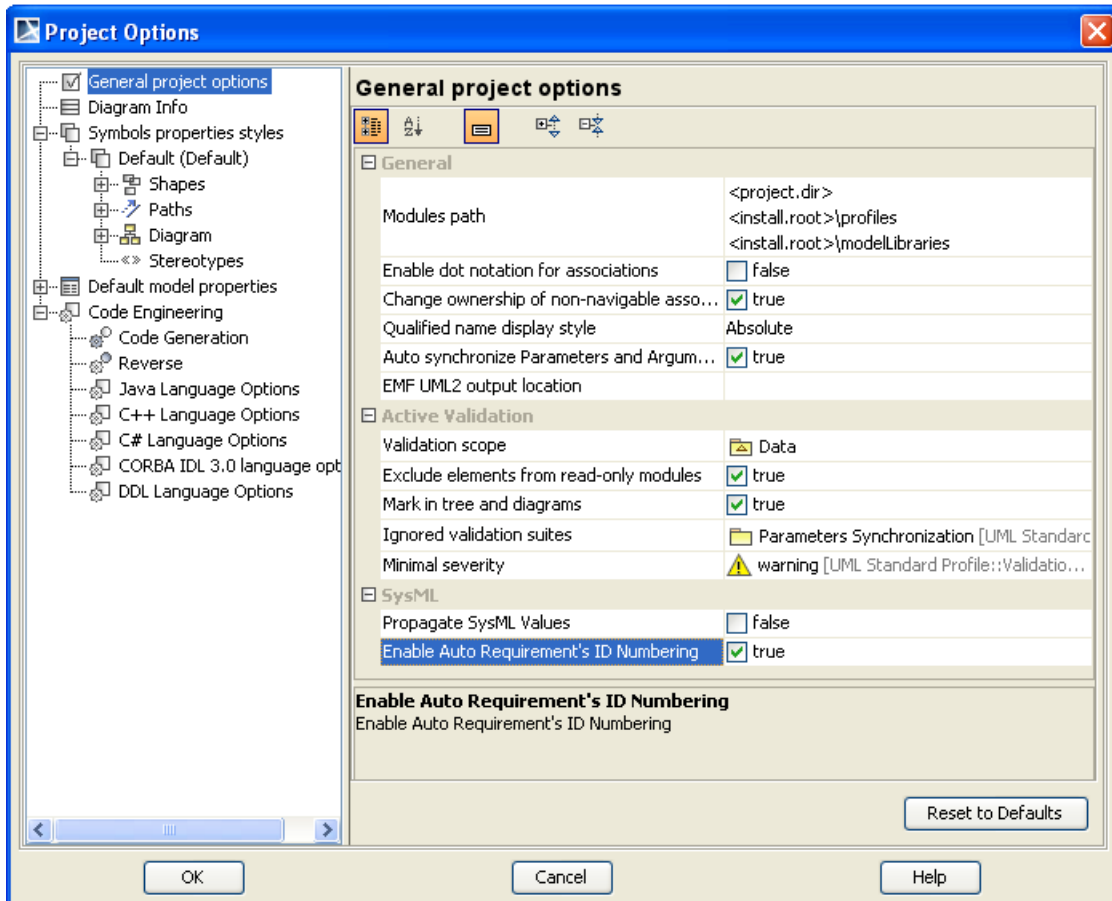 Project Options
General project options
Diagram Info
Symbols properties styles
Default (Default)
Shapes
Paths
Diagram
«» Stereotypes
Default model properties
Code Engineering
Code Generation
Reverse
Java Language Options
C++ Language Options
C# Language Options
CORBA IDL 3.0 language opt
DDL Language Options
General project options
General
Modules path
<project.dir>
<install.root>\profiles
<install.root>\modelLibraries
Enable dot notation for associations false
Change ownership of non-navigable asso... true
Qualified name display style Absolute
Auto synchronize Parameters and Argum... true
EMF UML2 output location
Active Validation
Validation scope Data
Exclude elements from read-only modules true
Mark in tree and diagrams true
Ignored validation suites Parameters Synchronization [UML Standarc
Minimal severity warning [UML Standard Profile::Validatio...
SysML
Propagate SysML Values false
Enable Auto Requirement's ID Numbering true
Enable Auto Requirement's ID Numbering
Enable Auto Requirement's ID Numbering
Reset to Defaults
OK Cancel Help